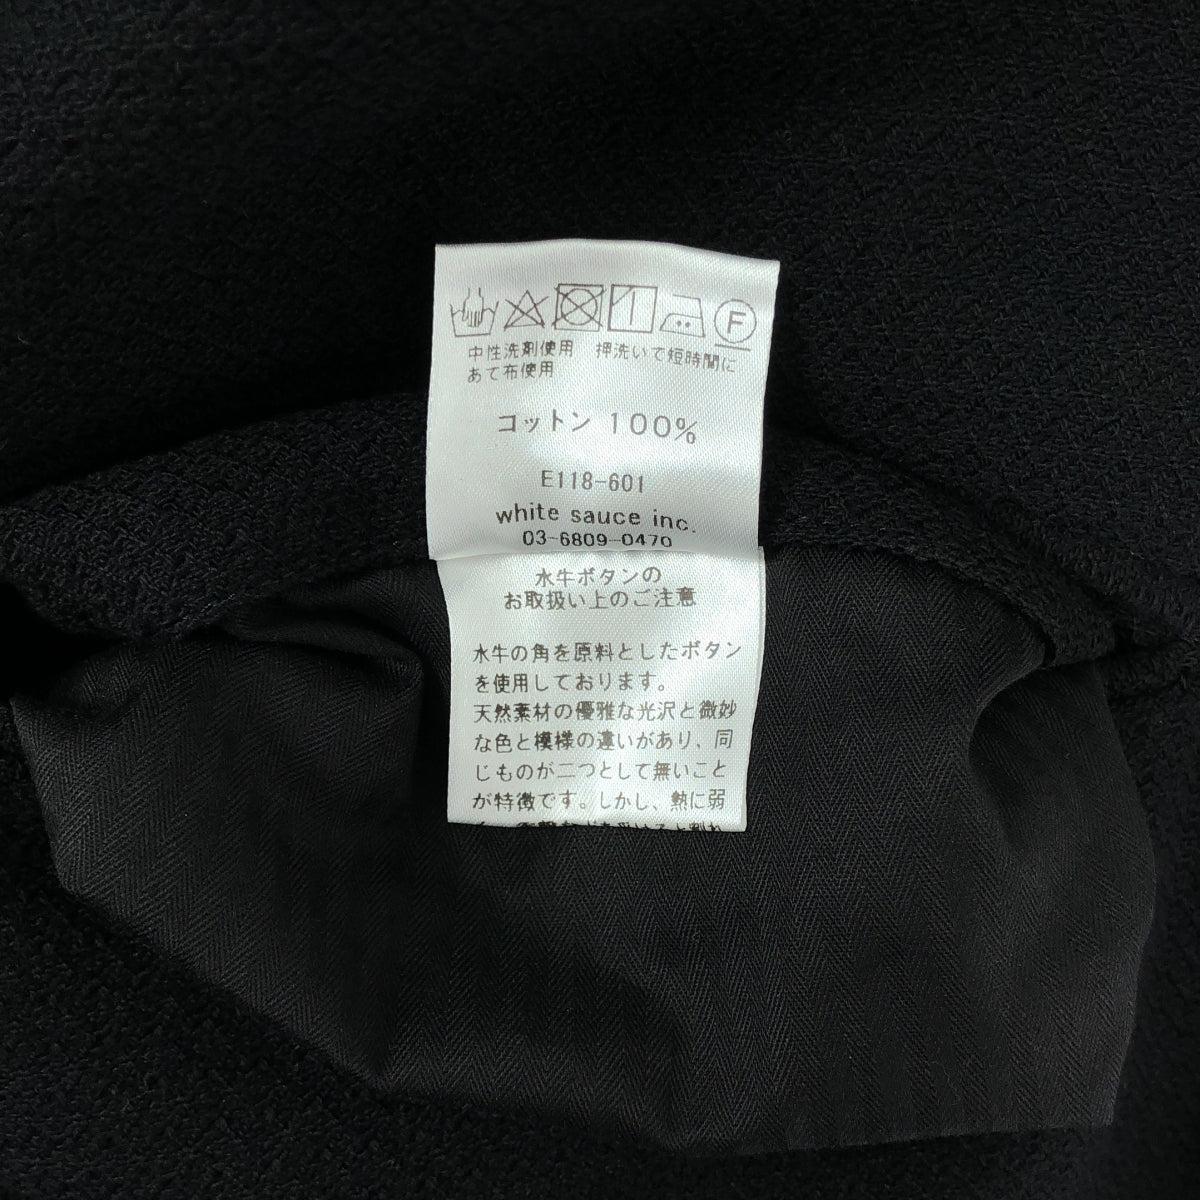 F
中性洗剤使用 押洗いで短時間に
あて布使用
コットン 100%
E118-601
white sauce inc.
03-6809-0470
水牛ボタンの
お取扱い上のご注意
水牛の角を原料としたボタン
を使用しております。
天然素材の優雅な光沢と微妙
な色と模様の違いがあり、同
じものが二つとして無いこと
が特徴です。しかし、熱に弱